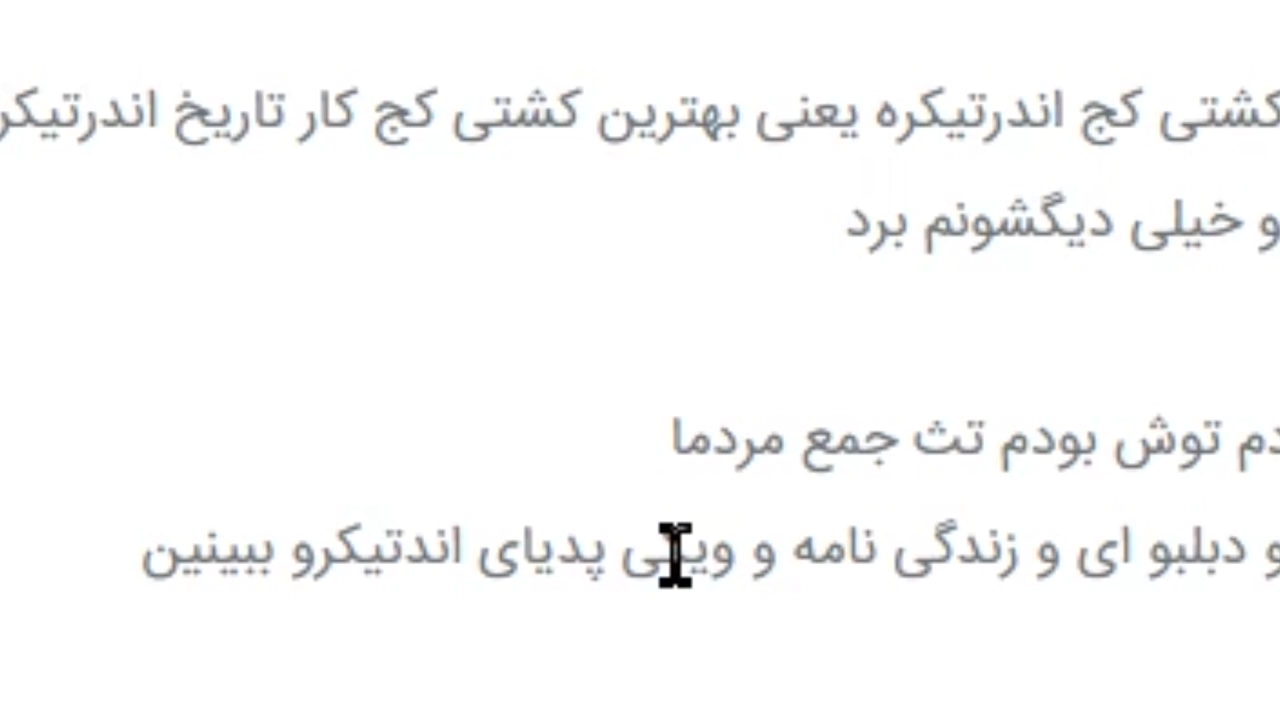 کشتی کج اندرتیکره یعنی بهترین کشتی کج کار تاریخ اندرتیکر
و خیلی دیگشونم برد
دم توش بودم تث جمع مردما
و دبلبو ای و زندگی نامه و ویکی پدیای اندتیکرو ببینین